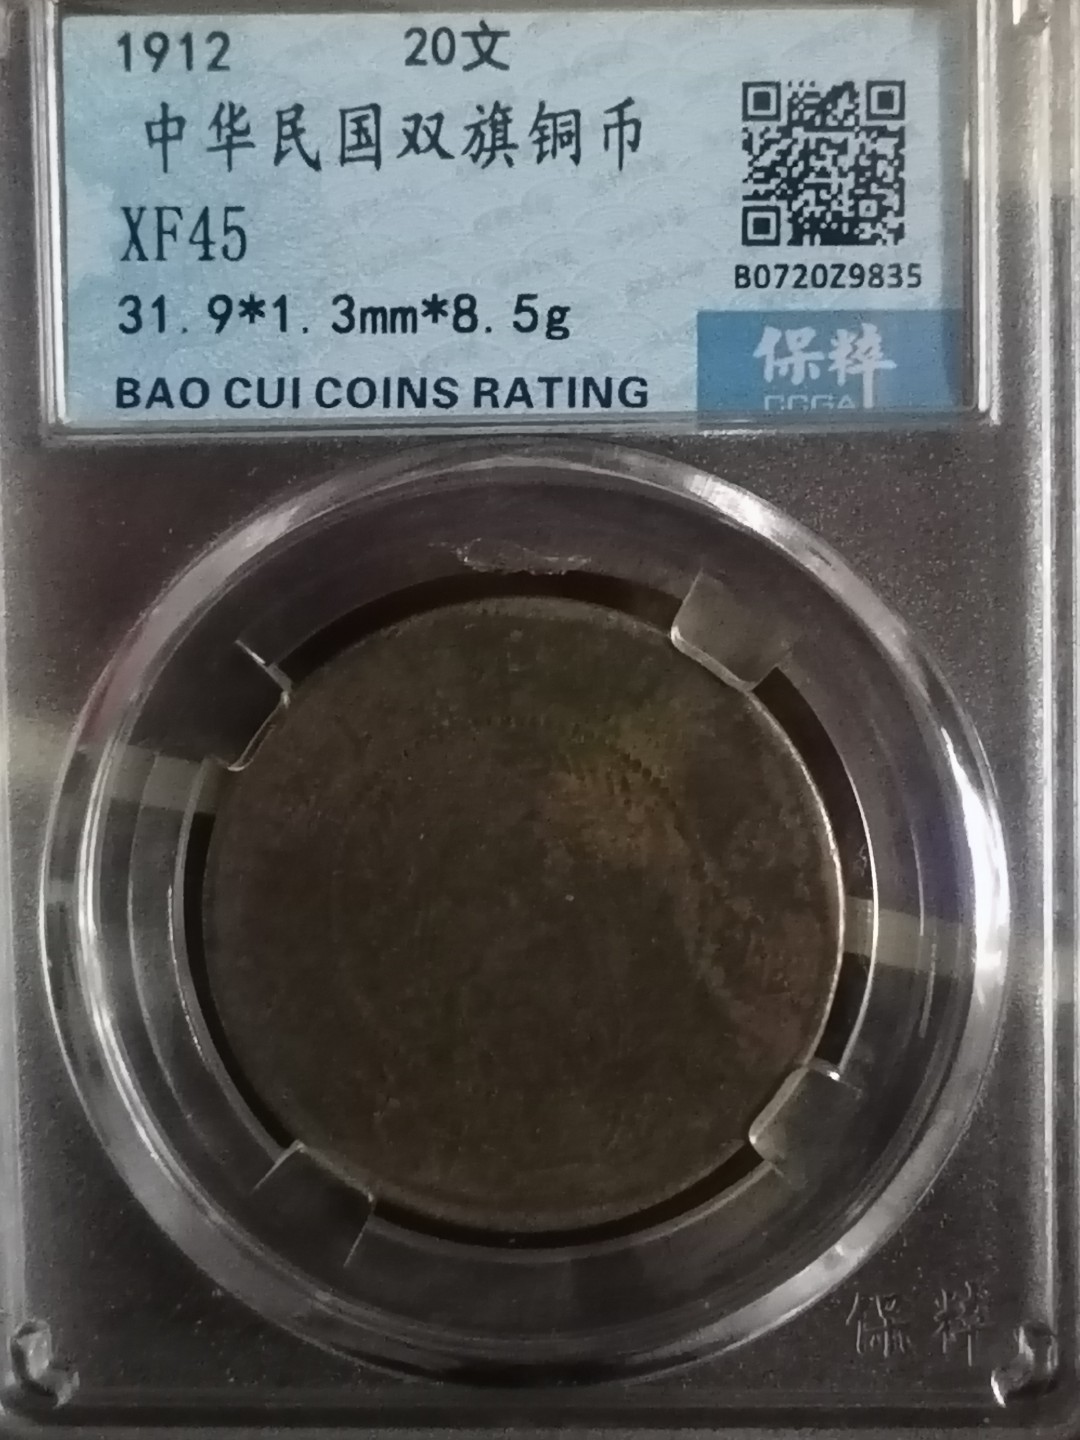 1912 20文
中华民国双旗铜币
XF45
B0720Z9835
31.9*1.3mm*8.5g
保粹
BAO CUI COINS RATING
CCGA
保粹